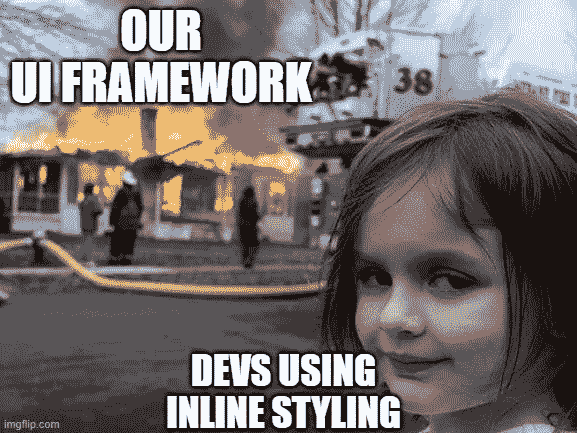 OUR
UI FRAMEWORK
38
DEVS USING
INLINE STYLING
imgflip.com